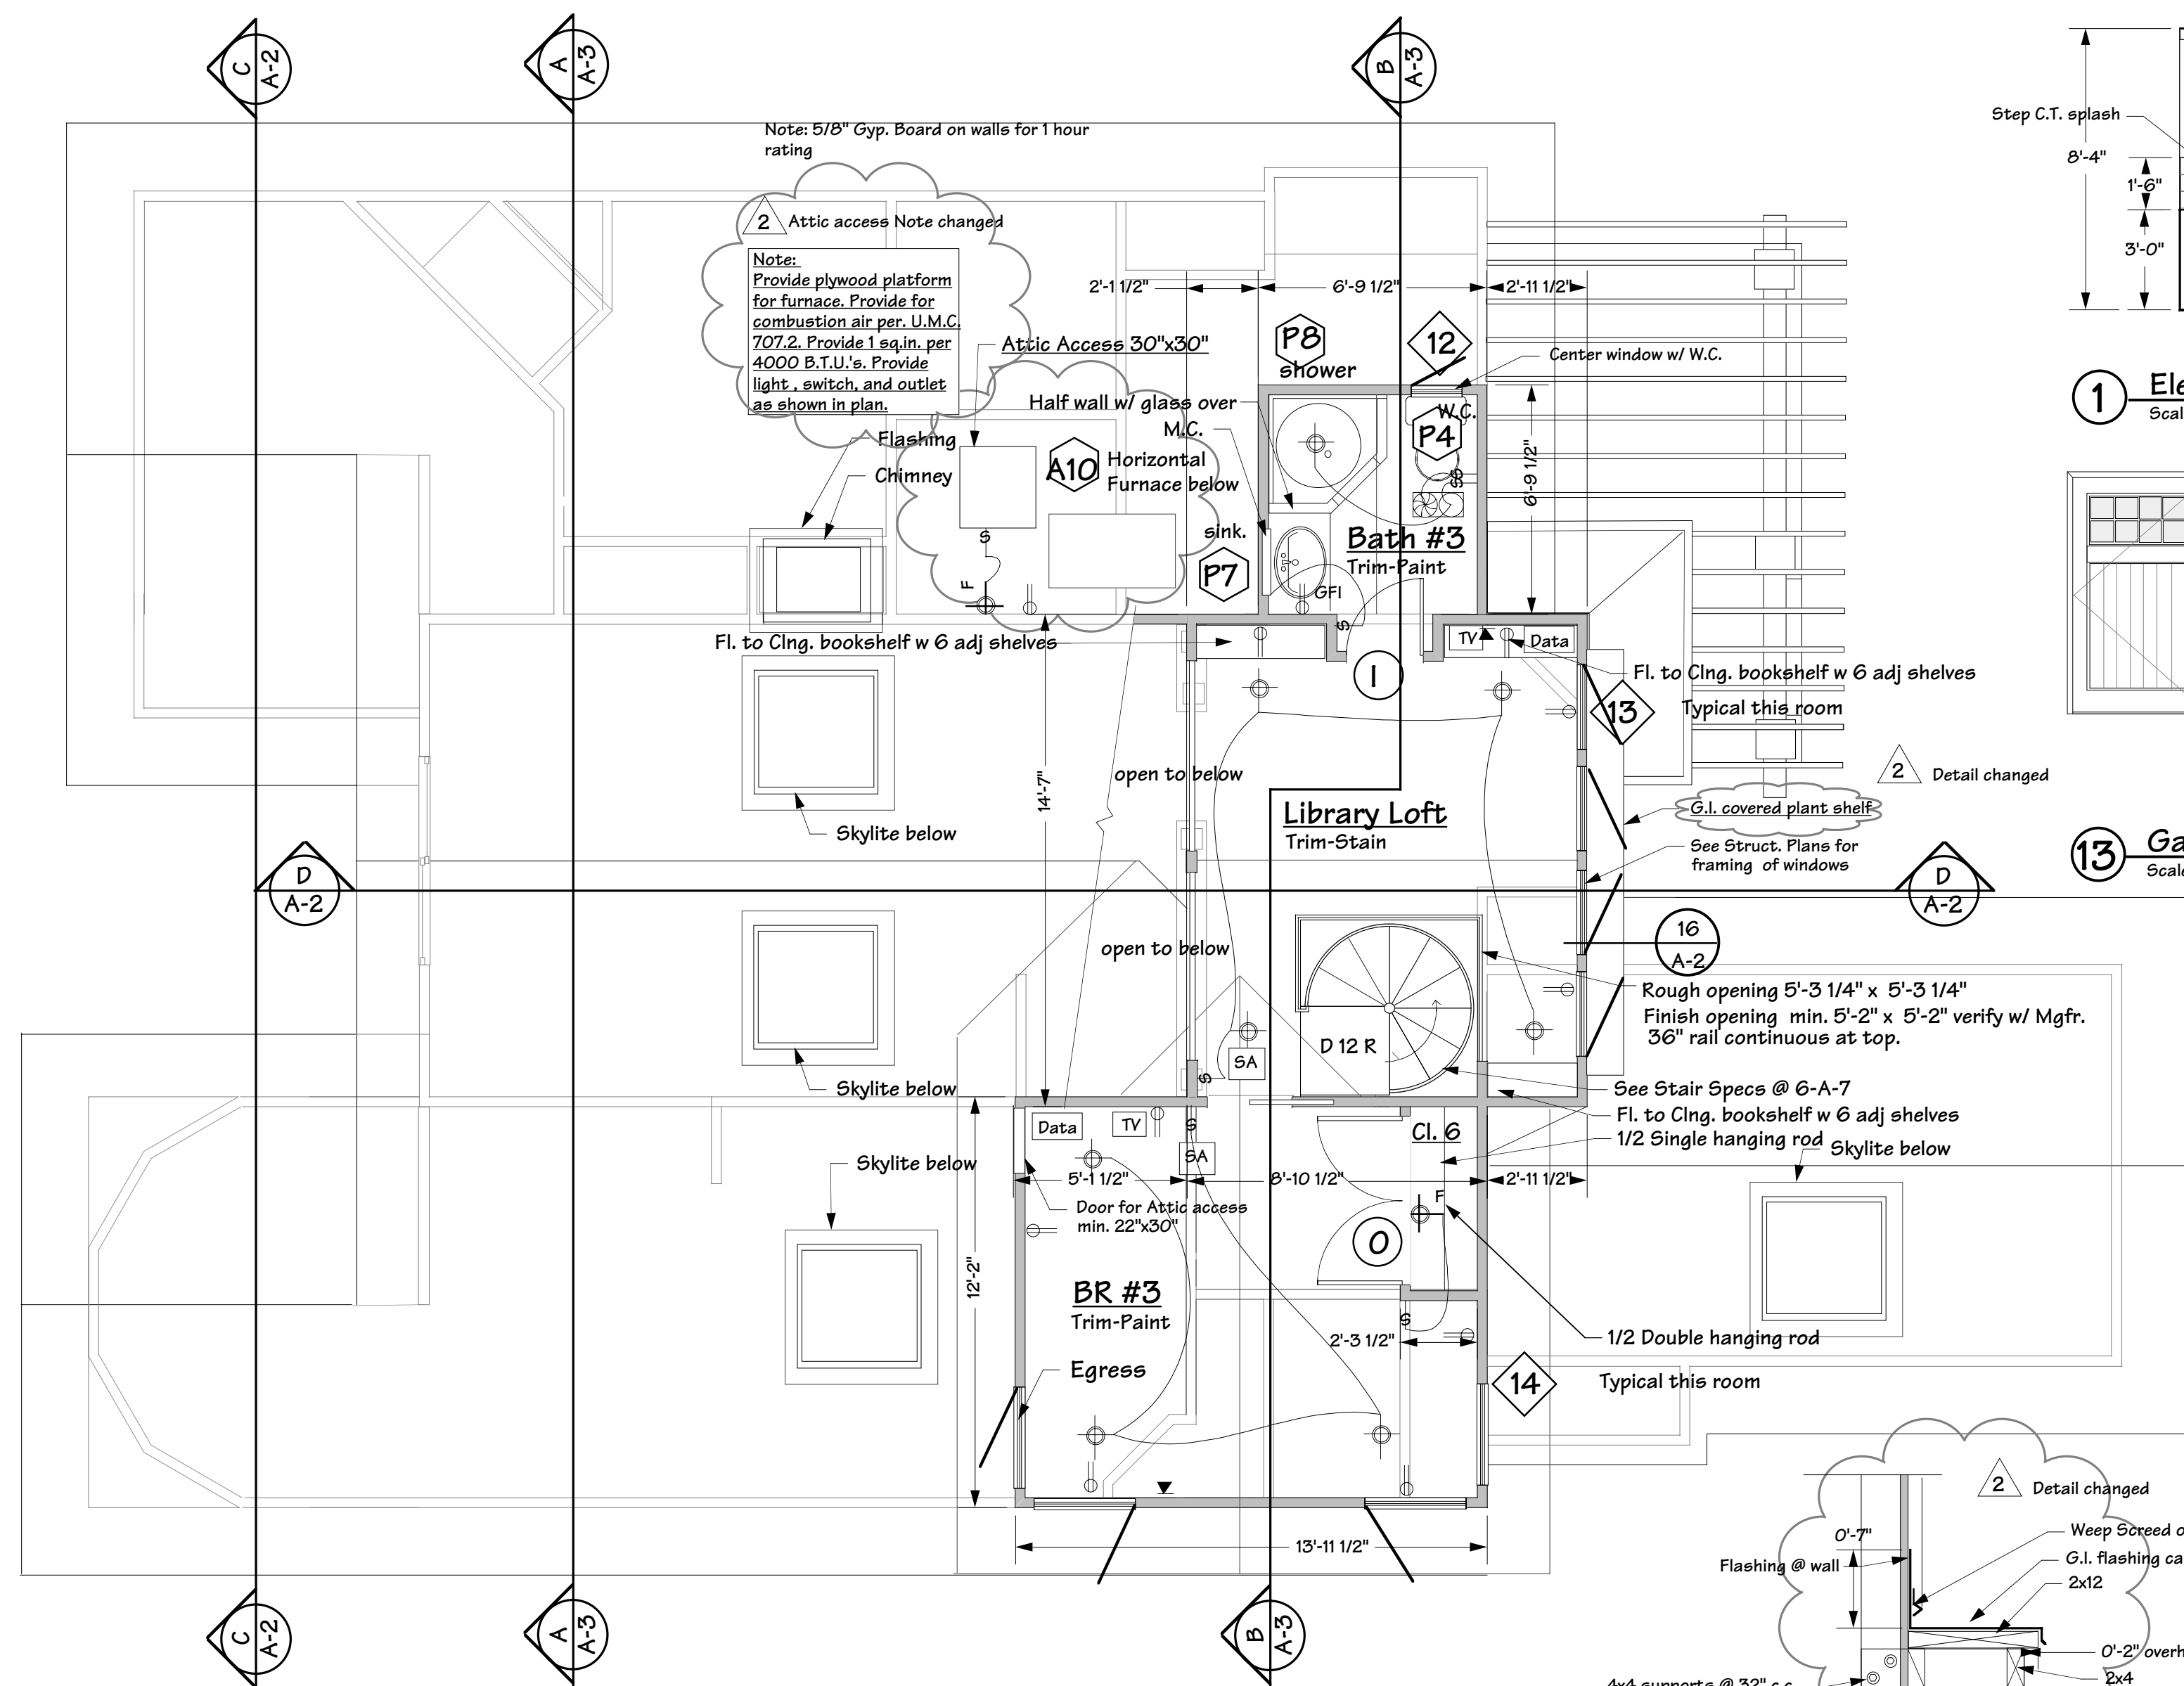 C
A-2
A
A-3
B
A-3
Step C.T. splash
8'-4"
1'-6"
3'-0"
Note: 5/8" Gyp. Board on walls for 1 hour
rating
2
Attic access Note changed
Note:
Provide plywood platform
for furnace. Provide for
combustion air per. U.M.C.
707.2. Provide 1 sq.in. per
4000 B.T.U.'s. Provide
light , switch, and outlet
as shown in plan.
2'-1 1/2"
6'-9 1/2"
2'-11 1/2"
Attic Access 30"x30"
P8
shower
12
Center window w/ W.C.
1
Scal
Half wall w/ glass over
M.C.
W.C.
P4
Flashing
Chimney
A10
Horizontal
Furnace below
6'-9 1/2"
S
S
sink.
P7
Bath #3
Trim-Paint
GFI
S
F
S
Fl. to Clng. bookshelf w 6 adj shelves
TV
Data
I
Fl. to Clng. bookshelf w 6 adj shelves
13
Typical this room
14'-7"
open to below
2
Detail changed
Library Loft
Trim-Stain
G.I. covered plant shelf
Skylite below
See Struct. Plans for
framing of windows
13
Ga
Scale
D
A-2
D
A-2
open to below
16
A-2
Rough opening 5'-3 1/4" x 5'-3 1/4"
Finish opening min. 5'-2" x 5'-2" verify w/ Mgfr.
36" rail continuous at top.
D 12 R
SA
S
Skylite below
See Stair Specs @ 6-A-7
Data
TV
S
Cl. 6
Fl. to Clng. bookshelf w 6 adj shelves
1/2 Single hanging rod
Skylite below
Skylite below
SA
5'-1 1/2"
8'-10 1/2"
2'-11 1/2"
Door for Attic access
min. 22"x30"
F
O
12'-2"
BR #3
Trim-Paint
S
2'-3 1/2"
1/2 Double hanging rod
Egress
14
Typical this room
13'-11 1/2"
2
Detail changed
0'-7"
Weep Screed
Flashing @ wall
G.I. flashing
2x12
0'-2"
2x4
4x4 supports @ 32"
C
A-2
A
A-3
B
A-3